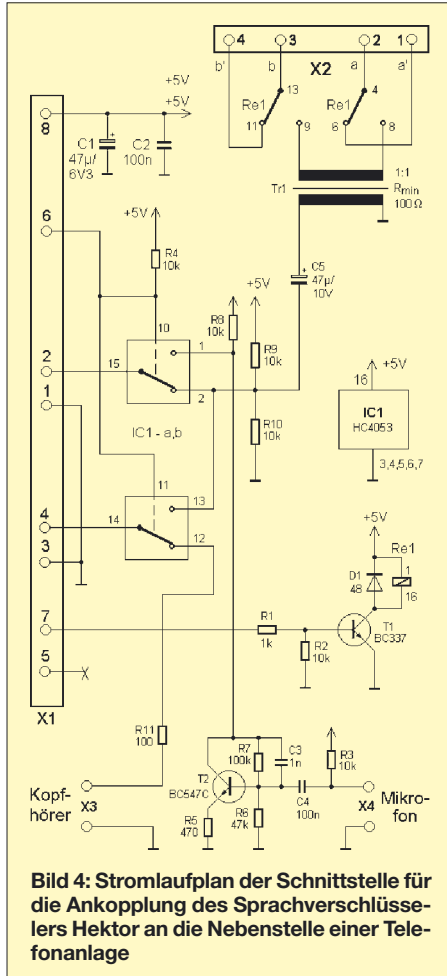 4 3 2 1
b' b a a'
X2
+5V
+5V
8
C1
47µ/
6V3
C2
100n
13
Re1
11
9
4
Re1
6
8
6
+5V
R4
10k
Tr1
1:1
Rmin
100 Ω
C5
47µ/
10V
+5V
R8
10k
R9
10k
10
1
2
15
2
1
IC1 - a,b
R10
10k
16
+5V
IC1
HC4053
3,4,5,6,7
11
13
4
14
12
3
+5V
Re1
D1
48
1
16
7
R1
1k
T1
BC337
R2
10k
5
X1
R11
100
R7
100k
C3
1n
R3
10k
T2
BC547C
C4
100n
Kopf-
hörer
X3
R5
470
R6
47k
X4
Mikro-
fon
Bild 4: Stromlaufplan der Schnittstelle für
die Ankopplung des Sprachverschlüsse-
lers Hektor an die Nebenstelle einer Tele-
fonanlage